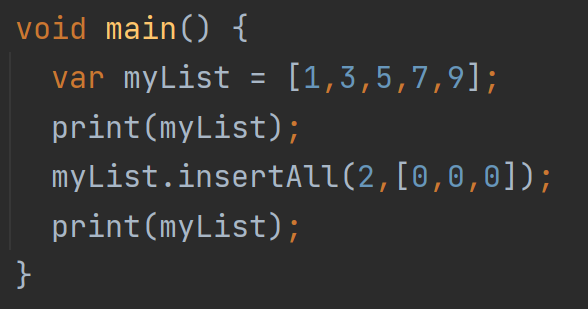 void main() {
  var myList = [1,3,5,7,9];
  print(myList);
  myList.insertAll(2,[0,0,0]);
  print(myList);
}